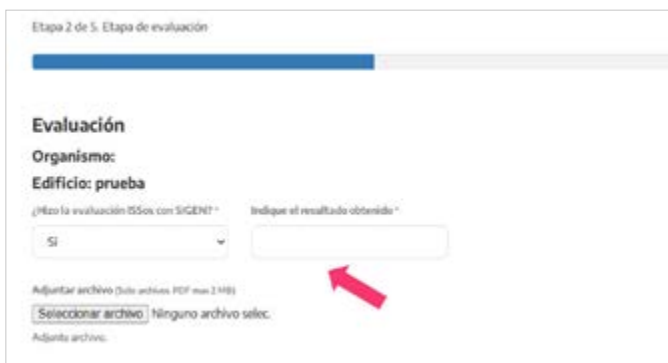 Etapa 2 de 5. Etapa de evaluación
Evaluación
Organismo:
Edificio: prueba
¿Hizo la evaluación ISSos con SIGEN? * Indique el resultado obtenido *
Si
Adjuntar archivo (Solo archivos PDF max 2 MB)
Seleccionar archivo Ninguno archivo selec.
Adjunta archivo.